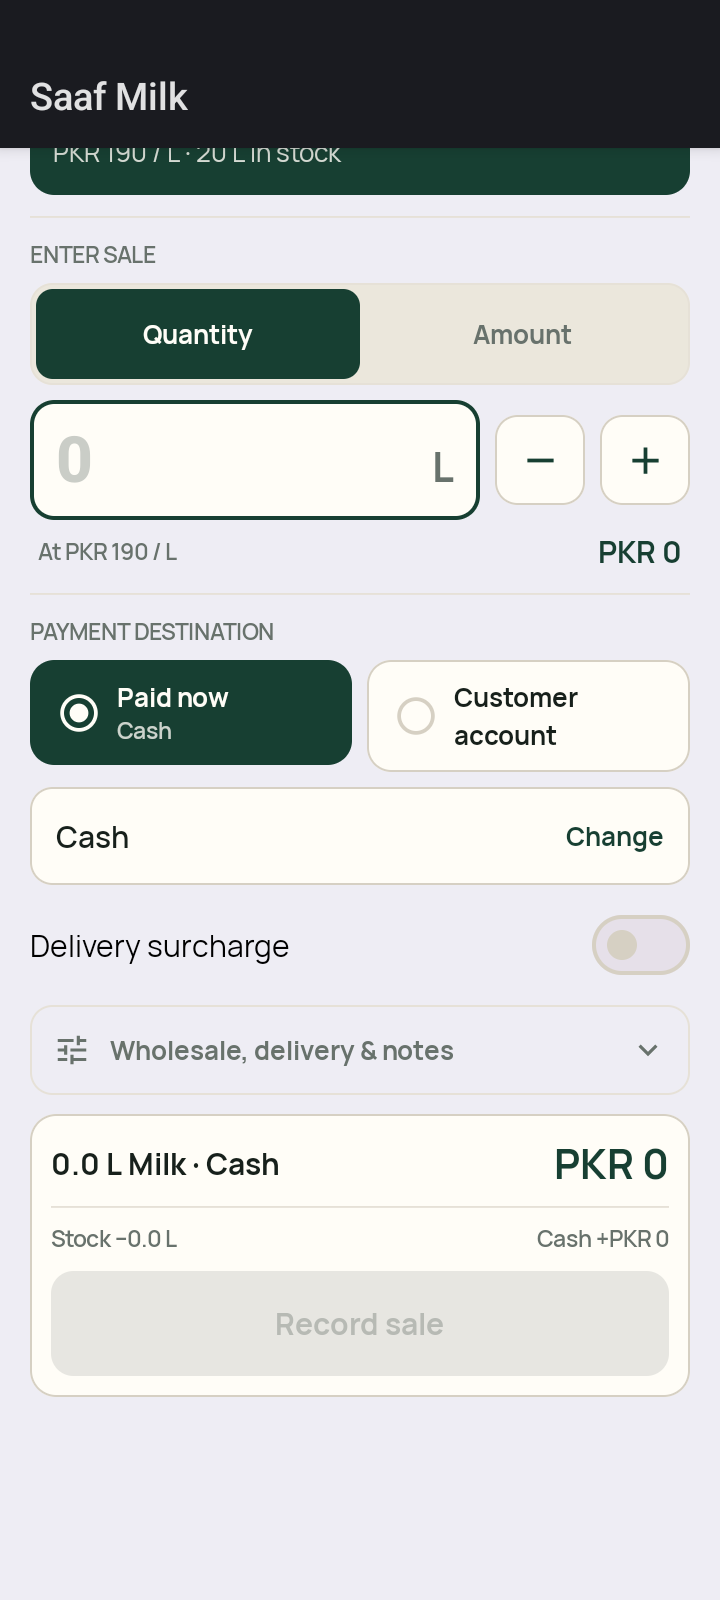 Saaf Milk
PKR 190 / L · 20 L in stock
ENTER SALE
Quantity
Amount
0
L
At PKR 190 / L
PKR 0
PAYMENT DESTINATION
Paid now
Cash
Customer
account
Cash
Change
Delivery surcharge
Wholesale, delivery & notes
0.0 L Milk · Cash
PKR 0
Stock −0.0 L
Cash +PKR 0
Record sale